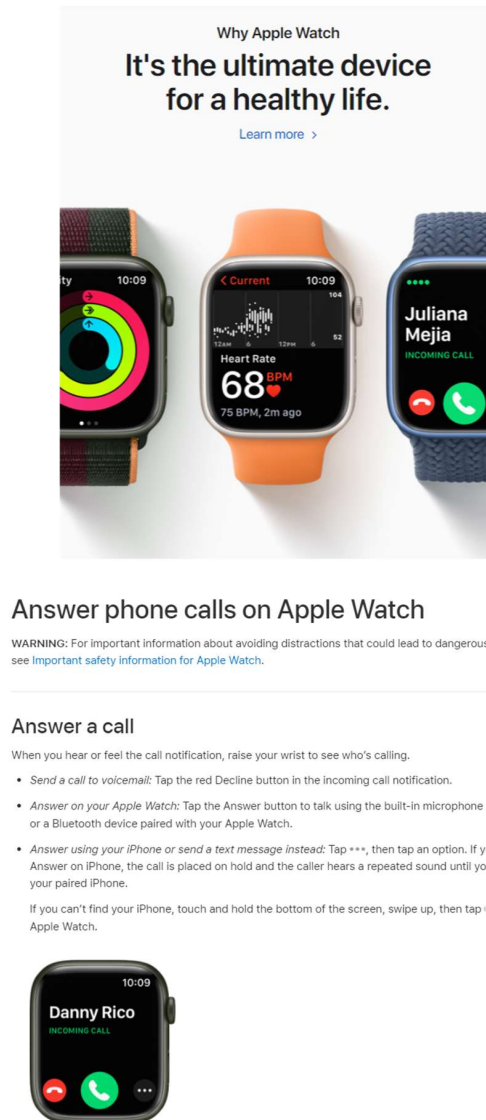 Why Apple Watch
It's the ultimate device
for a healthy life.
Learn more >
ity 10:09
< Current 10:09
104
52
12AM 6 12PM 6
Heart Rate
68 BPM
75 BPM, 2m ago
Juliana
Mejia
INCOMING CALL
Answer phone calls on Apple Watch
WARNING: For important information about avoiding distractions that could lead to dangerous
see Important safety information for Apple Watch.
Answer a call
When you hear or feel the call notification, raise your wrist to see who's calling.
• Send a call to voicemail: Tap the red Decline button in the incoming call notification.
• Answer on your Apple Watch: Tap the Answer button to talk using the built-in microphone
or a Bluetooth device paired with your Apple Watch.
• Answer using your iPhone or send a text message instead: Tap •••, then tap an option. If y
Answer on iPhone, the call is placed on hold and the caller hears a repeated sound until yo
your paired iPhone.
If you can't find your iPhone, touch and hold the bottom of the screen, swipe up, then tap
Apple Watch.
10:09
Danny Rico
INCOMING CALL